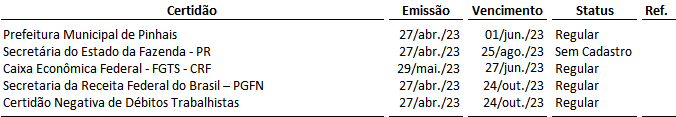 Certidão Emissão Vencimento Status Ref.
Prefeitura Municipal de Pinhais 27/abr./23 01/jun./23 Regular
Secretária do Estado da Fazenda - PR 27/abr./23 25/ago./23 Sem Cadastro
Caixa Econômica Federal - FGTS - CRF 29/mai./23 27/jun./23 Regular
Secretaria da Receita Federal do Brasil – PGFN 27/abr./23 24/out./23 Regular
Certidão Negativa de Débitos Trabalhistas 27/abr./23 24/out./23 Regular